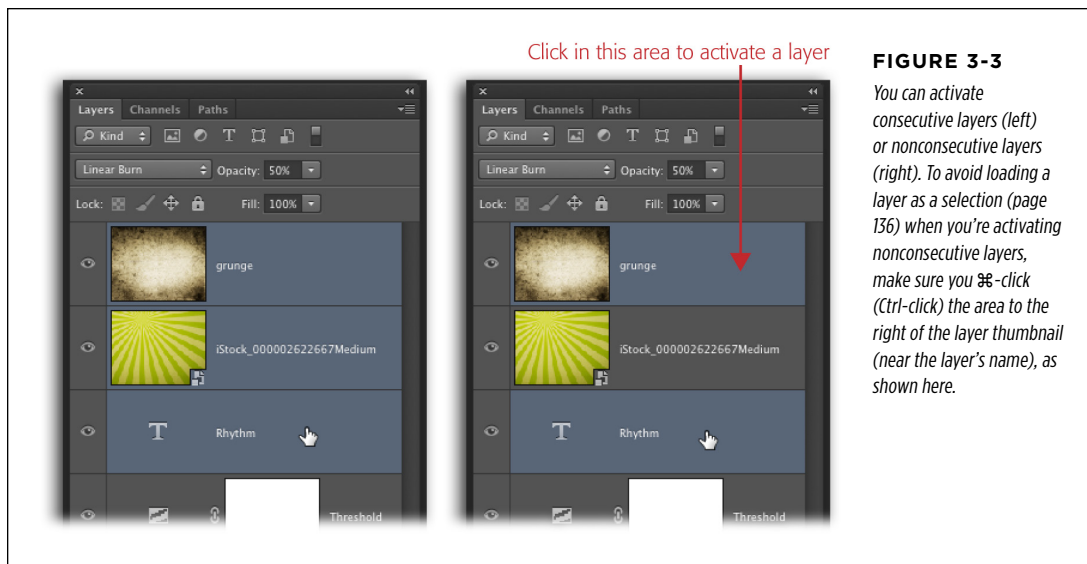 Click in this area to activate a layer
Layers Channels Paths
Kind T
Linear Burn Opacity: 50%
Lock: Fill: 100%
grunge
iStock_000002622667Medium
T Rhythm
Threshold
Layers Channels Paths
Kind T
Linear Burn Opacity: 50%
Lock: Fill: 100%
grunge
iStock_000002622667Medium
T Rhythm
Threshold
FIGURE 3-3
You can activate
consecutive layers (left)
or nonconsecutive layers
(right). To avoid loading a
layer as a selection (page
136) when you’re activating
nonconsecutive layers,
make sure you ⌘-click
(Ctrl-click) the area to the
right of the layer thumbnail
(near the layer’s name), as
shown here.